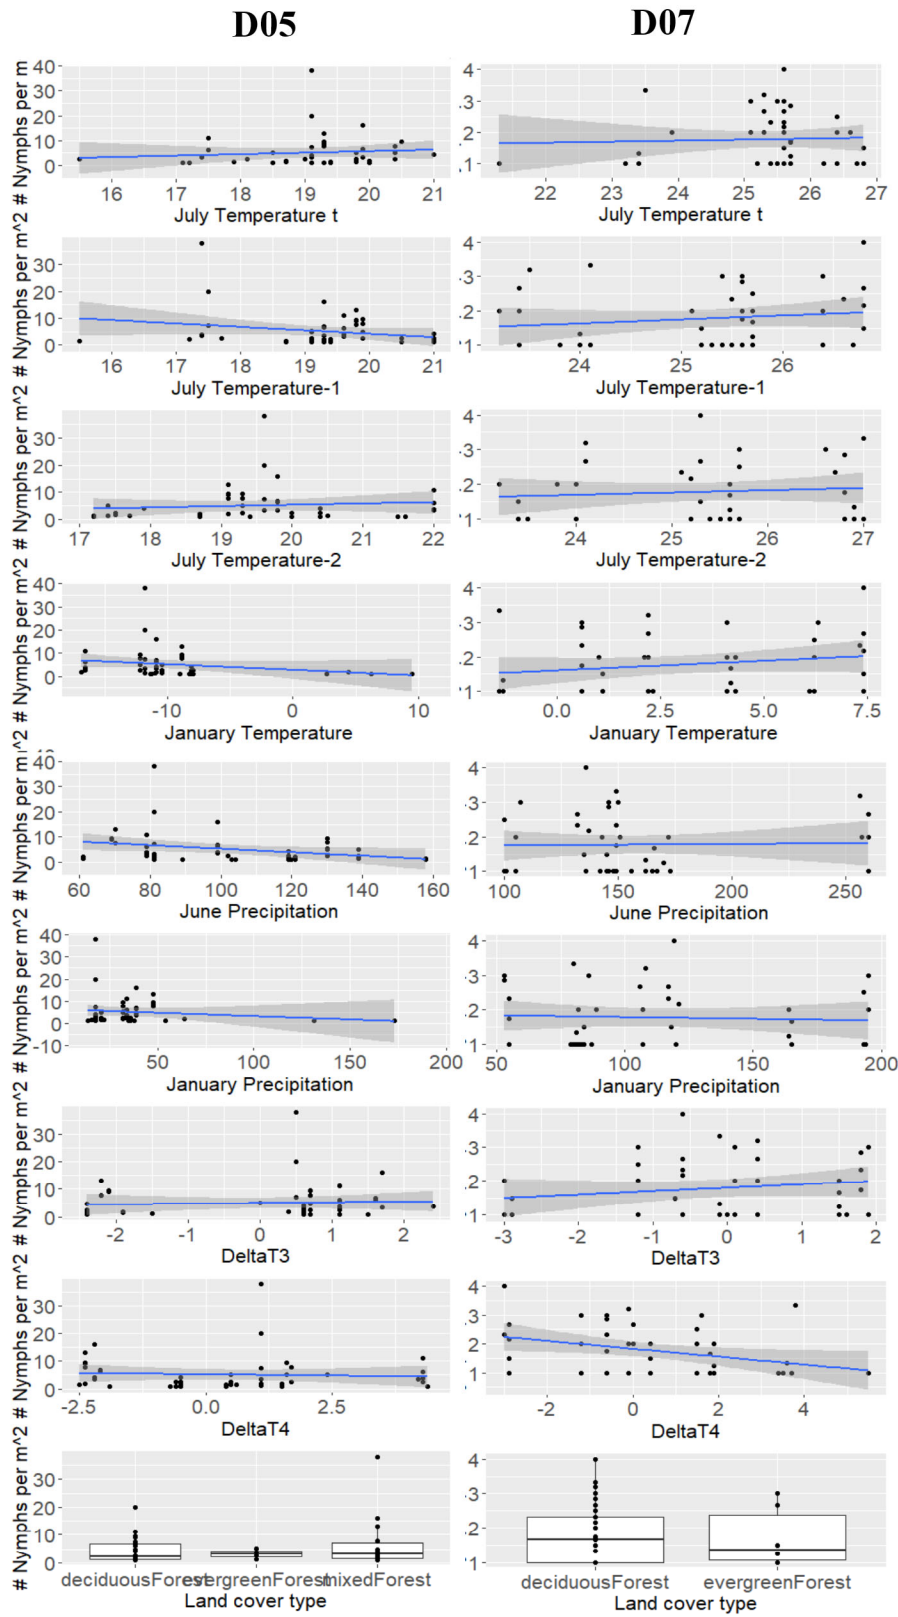 D05 D07
# Nymphs per m
40
30
20
10
0
16 17 18 19 20 21
July Temperature t
4
.3
.2
1
22 23 24 25 26 27
July Temperature t
# Nymphs per m^2
30
20
10
0
16 17 18 19 20 21
July Temperature-1
4
.3
.2
1
24 25 26
July Temperature-1
# Nymphs per m^2
30
20
10
0
17 18 19 20 21 22
July Temperature-2
4
.3
.2
1
24 25 26 27
July Temperature-2
# Nymphs per m^2
40
30
20
10
0
-10 0 10
January Temperature
4
.3
.2
1
0.0 2.5 5.0 7.5
January Temperature
# Nymphs per m^2
30
20
10
0
60 80 100 120 140 160
June Precipitation
4
.3
.2
1
100 150 200 250
June Precipitation
# Nymphs per m^2
40
30
20
10
0
-10
50 100 150 200
January Precipitation
4
.3
.2
1
50 100 150 200
January Precipitation
# Nymphs per m^2
30
20
10
0
-2 -1 0 1 2
DeltaT3
4
.3
.2
1
-3 -2 -1 0 1 2
DeltaT3
# Nymphs per m^2
30
20
10
0
-2.5 0.0 2.5
DeltaT4
4
3
2
1
-2 0 2 4
DeltaT4
# Nymphs per m^2
30
20
10
0
deciduousForest evergreenForest mixedForest
Land cover type
4
.3
.2
1
deciduousForest evergreenForest
Land cover type